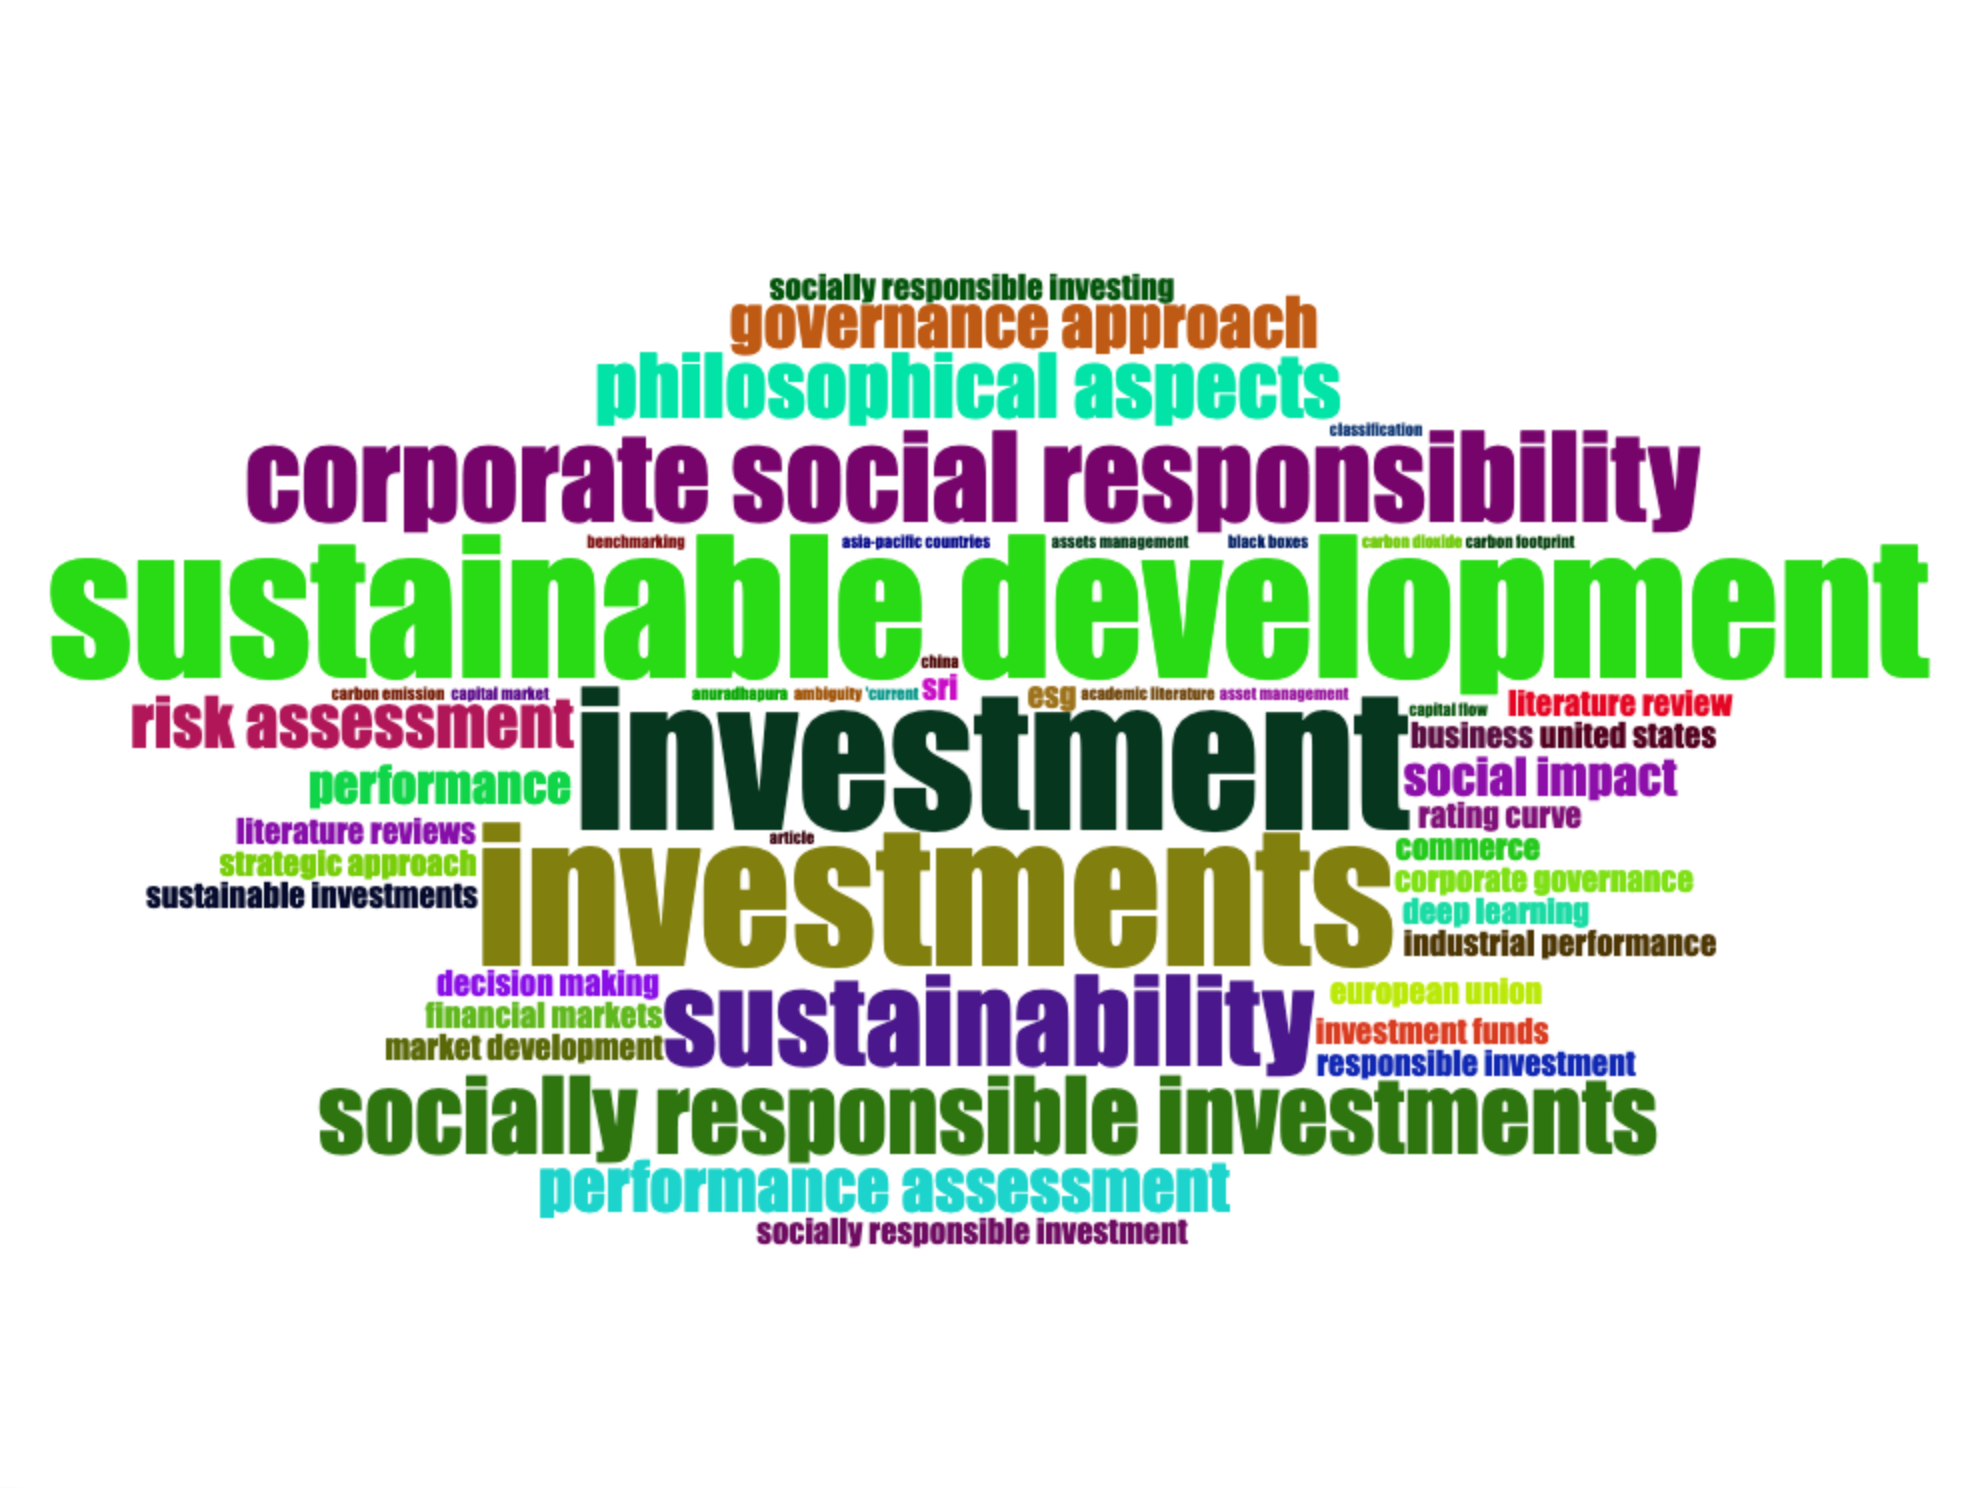 socially responsible investing
governance approach
philosophical aspects
classification
corporate social responsibility
benchmarking
asia-pacific countries
assets management
black boxes
carbon dioxide
carbon footprint
sustainable development
china
carbon emission
capital market
anuradhapura
ambiguity
'current
sri
esg
academic literature
asset management
risk assessment
investment
capital flow
literature review
business
united states
performance
social impact
rating curve
literature reviews
article
strategic approach
sustainable investments
investments
commerce
corporate governance
deep learning
industrial performance
decision making
financial markets
market development
sustainability
european union
investment funds
responsible investment
socially responsible investments
performance assessment
socially responsible investment